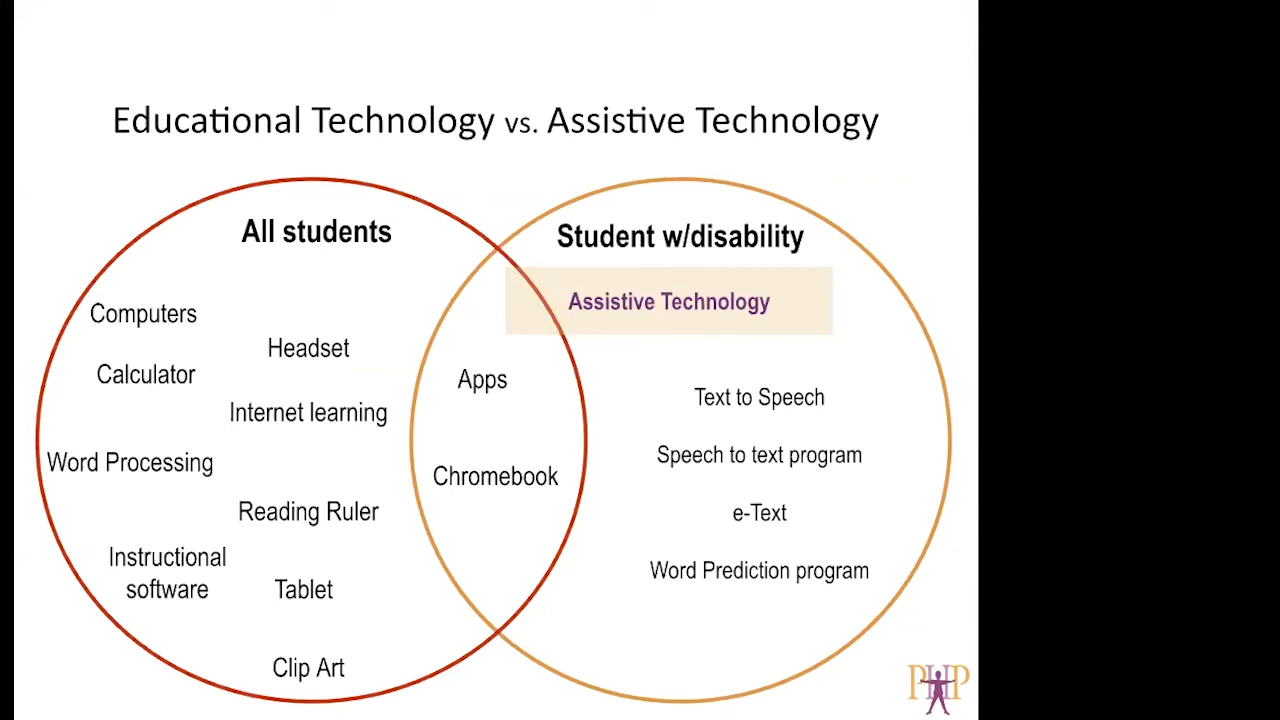 Educational Technology vs. Assistive Technology
All students
Computers
Headset
Calculator
Internet learning
Word Processing
Reading Ruler
Instructional
software
Tablet
Clip Art
Apps
Chromebook
Student w/disability
Assistive Technology
Text to Speech
Speech to text program
e-Text
Word Prediction program
PHP